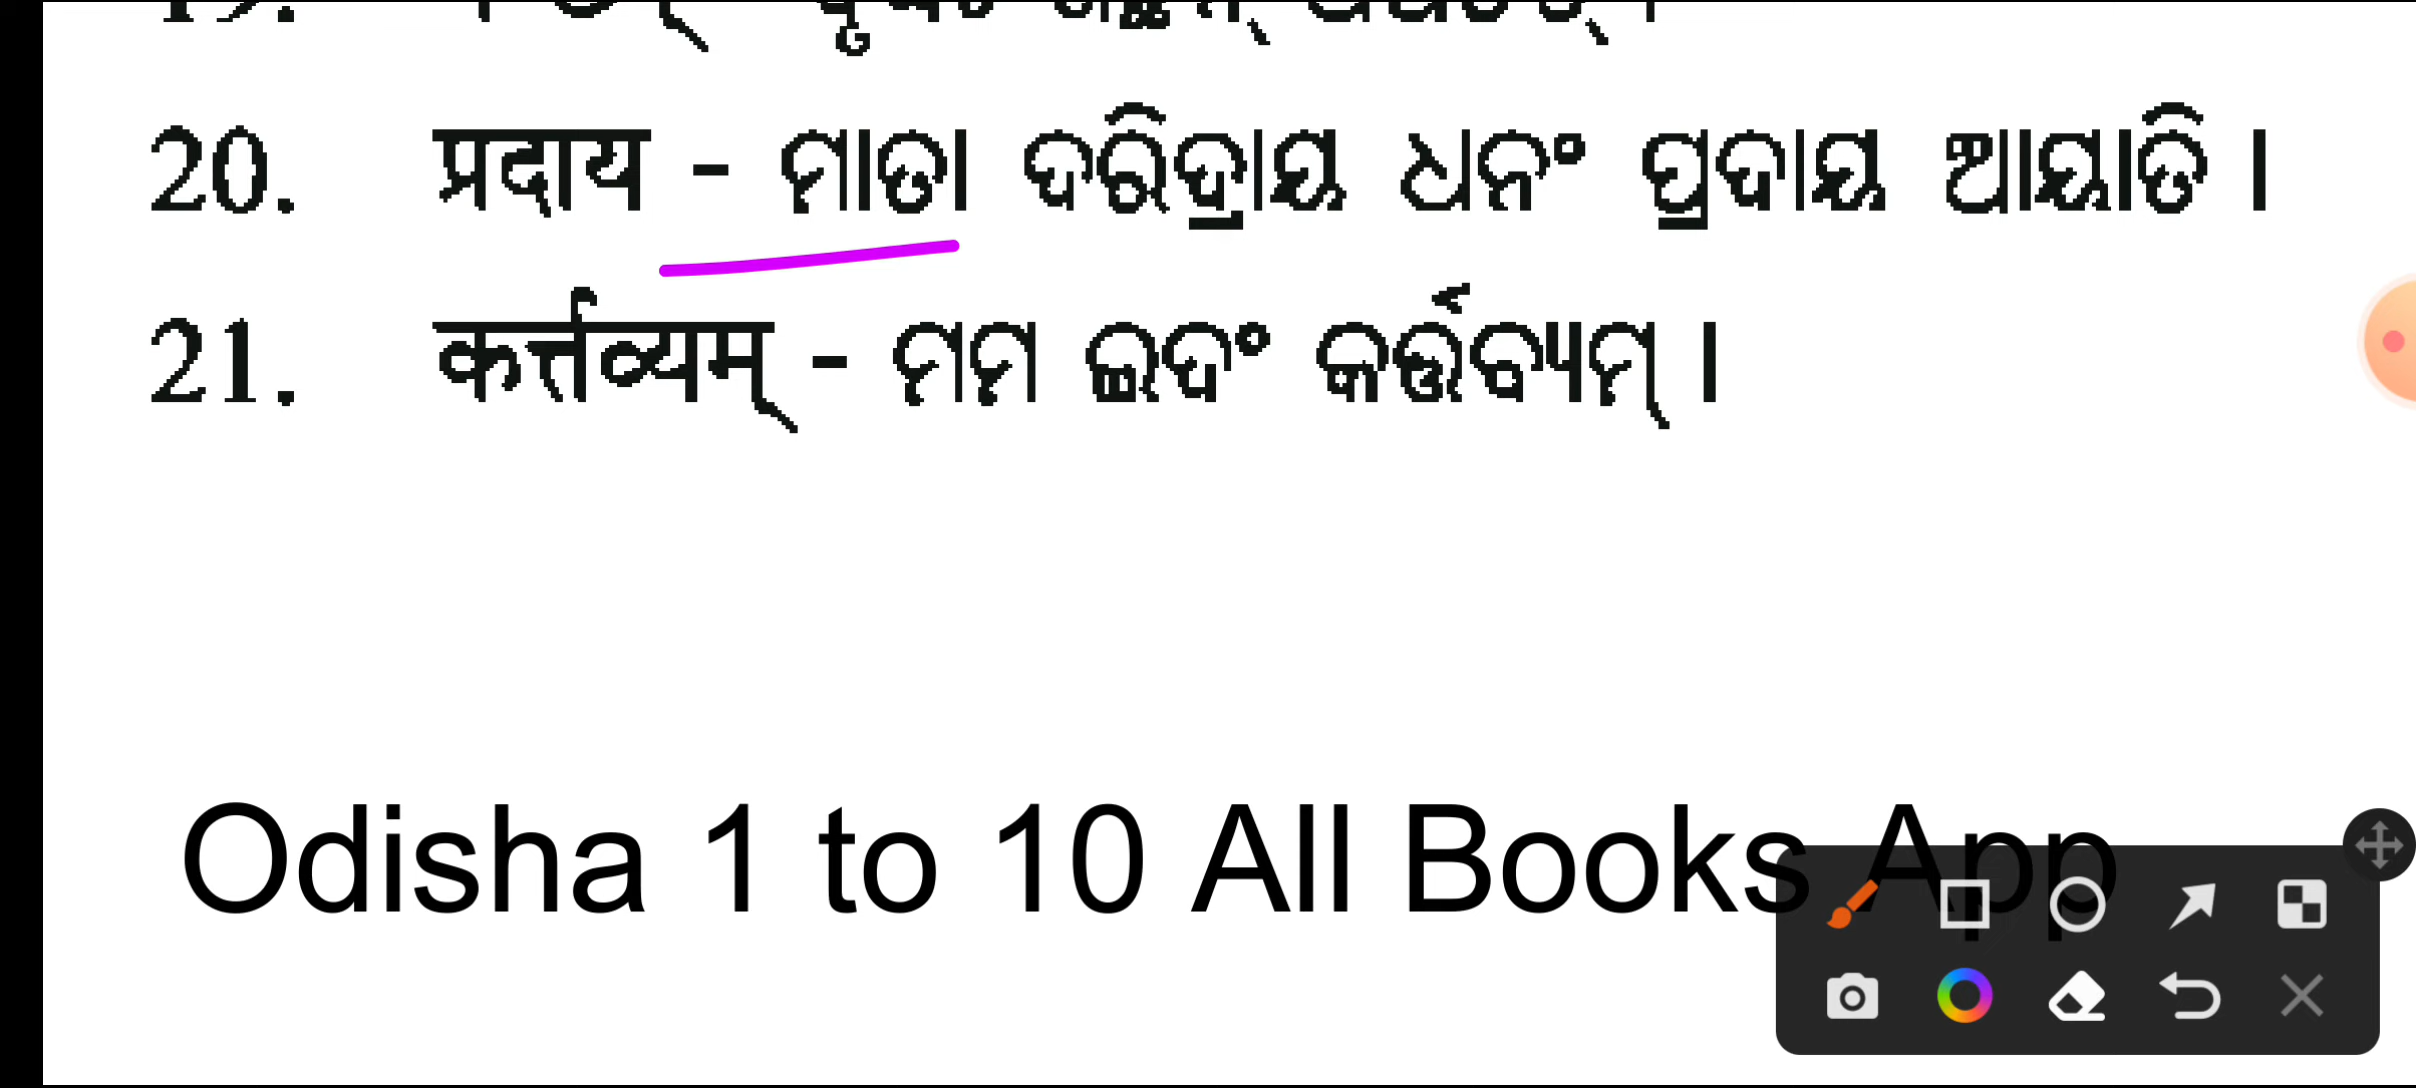 20. प्रदाय - ମାତା ଦରିଦ୍ରାୟ ଧନଂ ପ୍ରଦାୟ ଆୟାତି ।
21. कर्त्तव्यम् - ମମ ଇଦଂ କର୍ତ୍ତବ୍ୟମ୍ ।
Odisha 1 to 10 All Books App